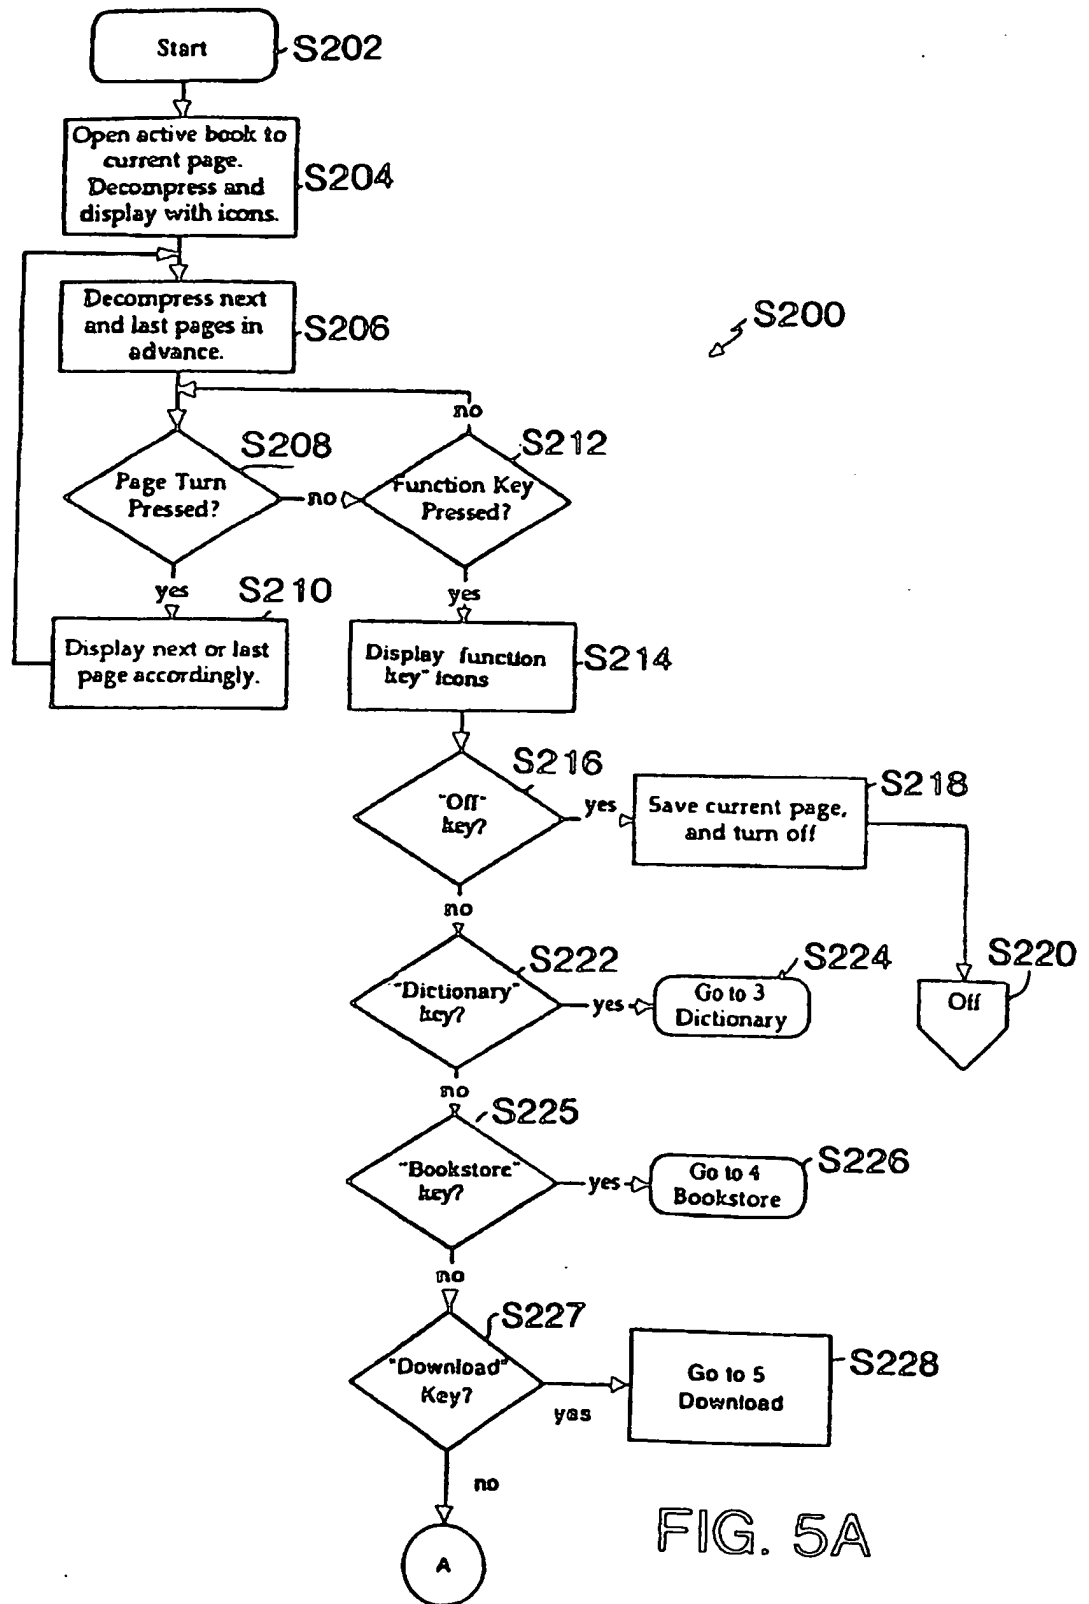 Start
S202
Open active book to
current page.
Decompress and
display with icons.
S204
Decompress next
and last pages in
advance.
S206
S200
no
S208
Page Turn
Pressed?
no
S212
Function Key
Pressed?
yes
S210
yes
Display next or last
page accordingly.
Display function
key" icons
S214
S216
"Off"
key?
yes
S218
Save current page,
and turn off
no
S220
Off
S222
"Dictionary"
key?
yes
S224
Go to 3
Dictionary
no
S225
"Bookstore"
key?
yes
S226
Go to 4
Bookstore
no
S227
"Download"
Key?
yes
S228
Go to 5
Download
no
A
FIG. 5A